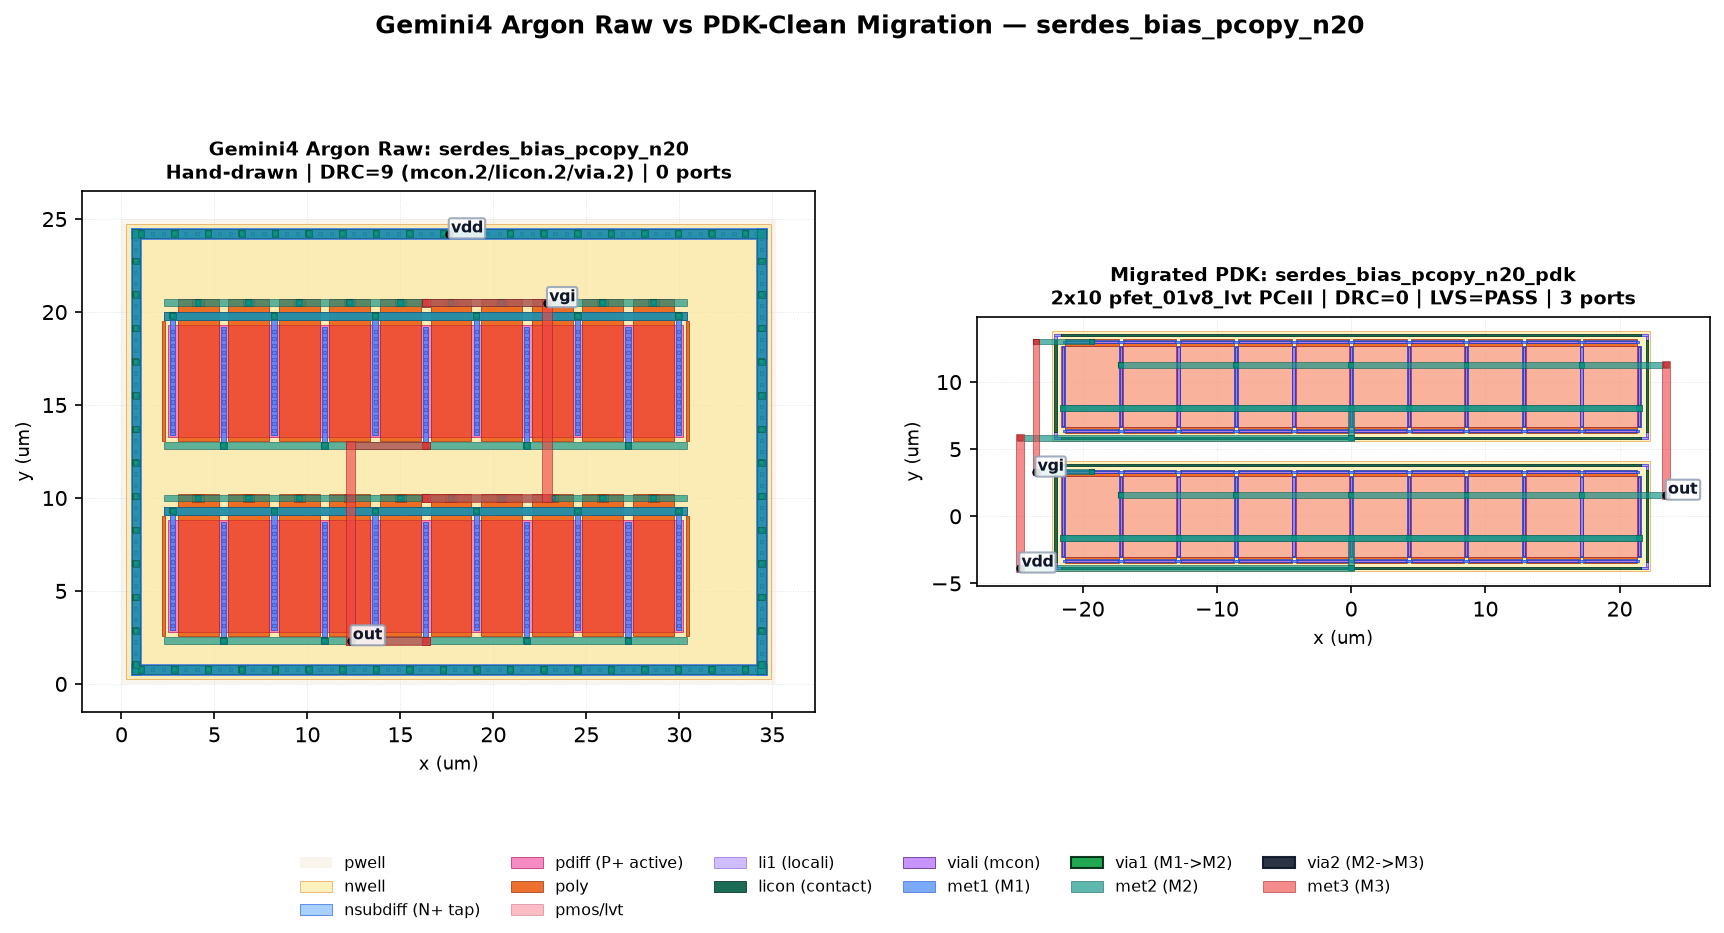 Gemini4 Argon Raw vs PDK-Clean Migration — serdes_bias_pcopy_n20
Gemini4 Argon Raw: serdes_bias_pcopy_n20
Hand-drawn | DRC=9 (mcon.2/licon.2/via.2) | 0 ports
25
20
15
10
5
0
y (um)
vdd
vgi
out
0 5 10 15 20 25 30 35
x (um)
Migrated PDK: serdes_bias_pcopy_n20_pdk
2x10 pfet_01v8_lvt PCell | DRC=0 | LVS=PASS | 3 ports
10
5
0
−5
y (um)
vgi
out
vdd
−20 −10 0 10 20
x (um)
pwell
nwell
nsubdiff (N+ tap)
pdiff (P+ active)
poly
pmos/lvt
li1 (locali)
licon (contact)
viali (mcon)
met1 (M1)
via1 (M1->M2)
met2 (M2)
via2 (M2->M3)
met3 (M3)